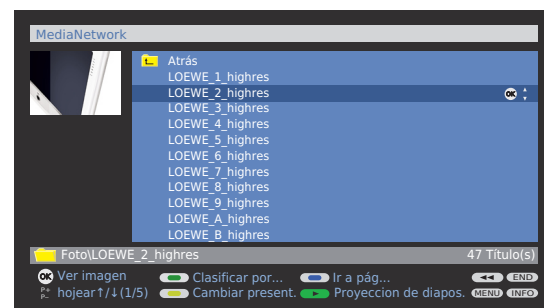 MediaNetwork
Atrás
LOEWE_1_highres
LOEWE_2_highres OK
LOEWE_3_highres
LOEWE_4_highres
LOEWE_5_highres
LOEWE_6_highres
LOEWE_7_highres
LOEWE_8_highres
LOEWE_9_highres
LOEWE_A_highres
LOEWE_B_highres
Foto\LOEWE_2_highres 47 Título(s)
OK Ver imagen Clasificar por... Ir a pág... END
P+ P- hojear↑/↓(1/5) Cambiar present. Proyeccion de diapos. MENU INFO